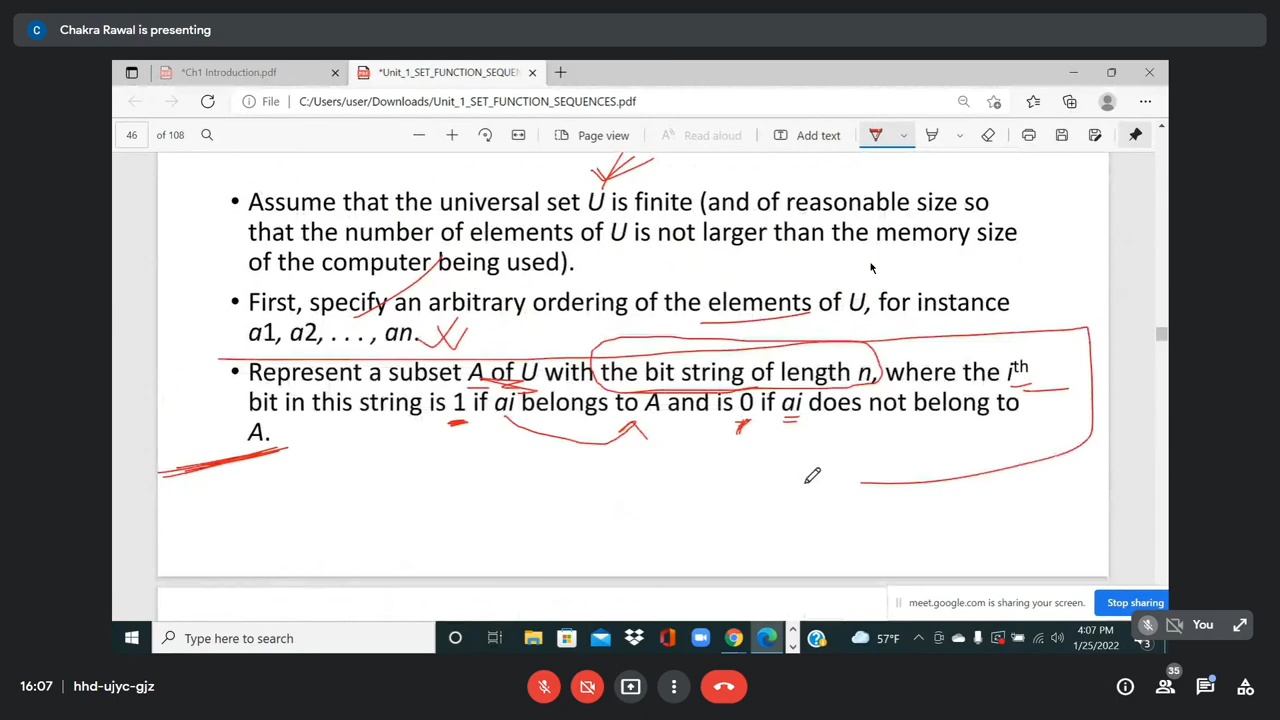 C Chakra Rawal is presenting
*Ch1 Introduction.pdf
*Unit_1_SET_FUNCTION_SEQUEN
File C:/Users/user/Downloads/Unit_1_SET_FUNCTION_SEQUENCES.pdf
46 of 108 Page view Read aloud Add text
• Assume that the universal set U is finite (and of reasonable size so
that the number of elements of U is not larger than the memory size
of the computer being used).
• First, specify an arbitrary ordering of the elements of U, for instance
a1, a2, . . . , an.
• Represent a subset A of U with the bit string of length n, where the ith
bit in this string is 1 if ai belongs to A and is 0 if ai does not belong to
A.
meet.google.com is sharing your screen. Stop sharing
You
Type here to search
57°F
4:07 PM
1/25/2022
3
35
16:07 hhd-ujyc-gjz